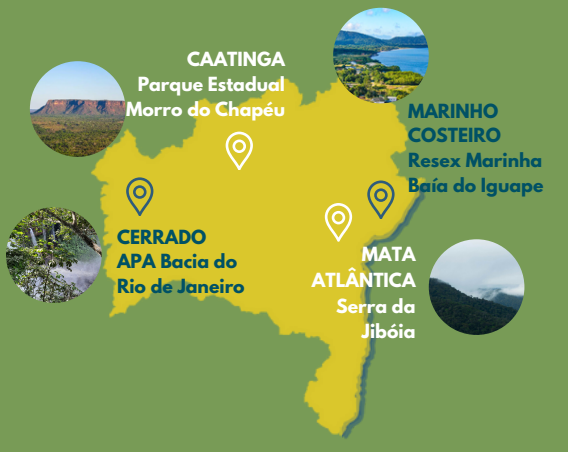 CAATINGA
Parque Estadual
Morro do Chapéu
MARINHO
COSTEIRO
Resex Marinha
Baía do Iguape
CERRADO
APA Bacia do
Rio de Janeiro
MATA
ATLÂNTICA
Serra da
Jibóia